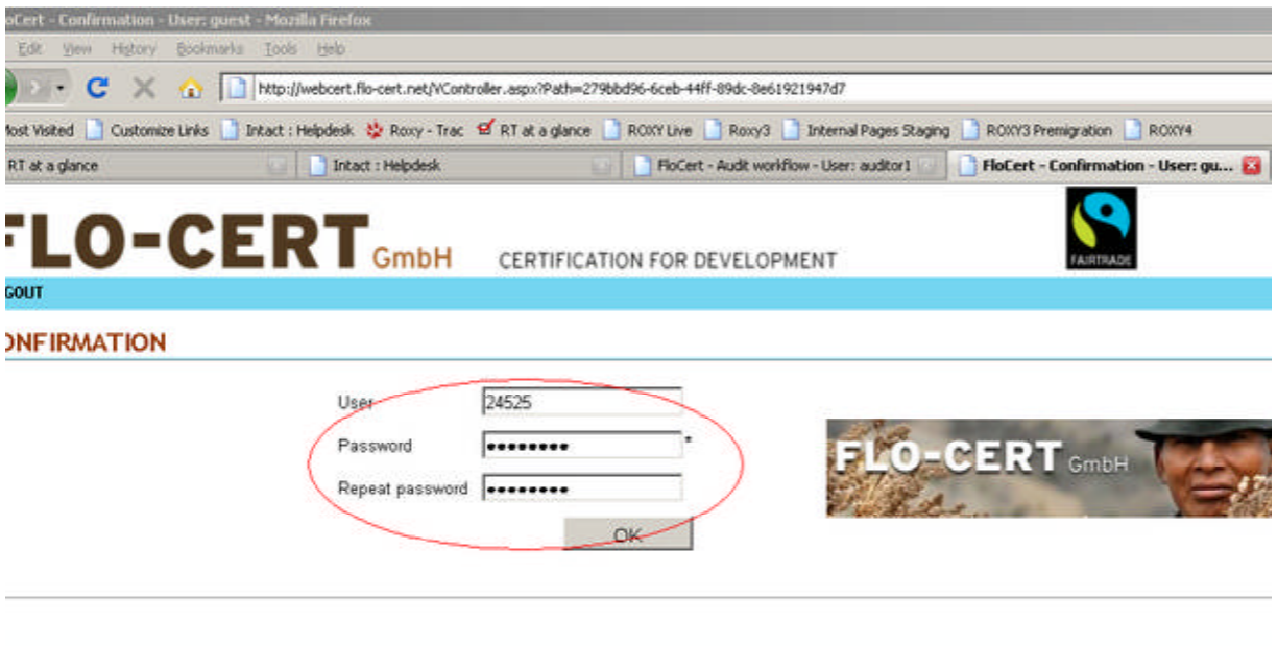 oCert - Confirmation - User: guest - Mozilla Firefox
Edit View History Bookmarks Tools Help
http://webcert.flo-cert.net/VController.aspx?Path=279bbd96-6ceb-44ff-89dc-8e61921947d7
Most Visited Customize Links Intact : Helpdesk Roxy - Trac RT at a glance ROXY Live Roxy3 Internal Pages Staging ROXY3 Premigration ROXY4
RT at a glance Intact : Helpdesk FloCert - Audit workflow - User: auditor1 FloCert - Confirmation - User: gu...
FLO-CERT GmbH CERTIFICATION FOR DEVELOPMENT FAIRTRADE
GOUT
ONFIRMATION
User 24525
Password *
Repeat password
OK
FLO-CERT GmbH